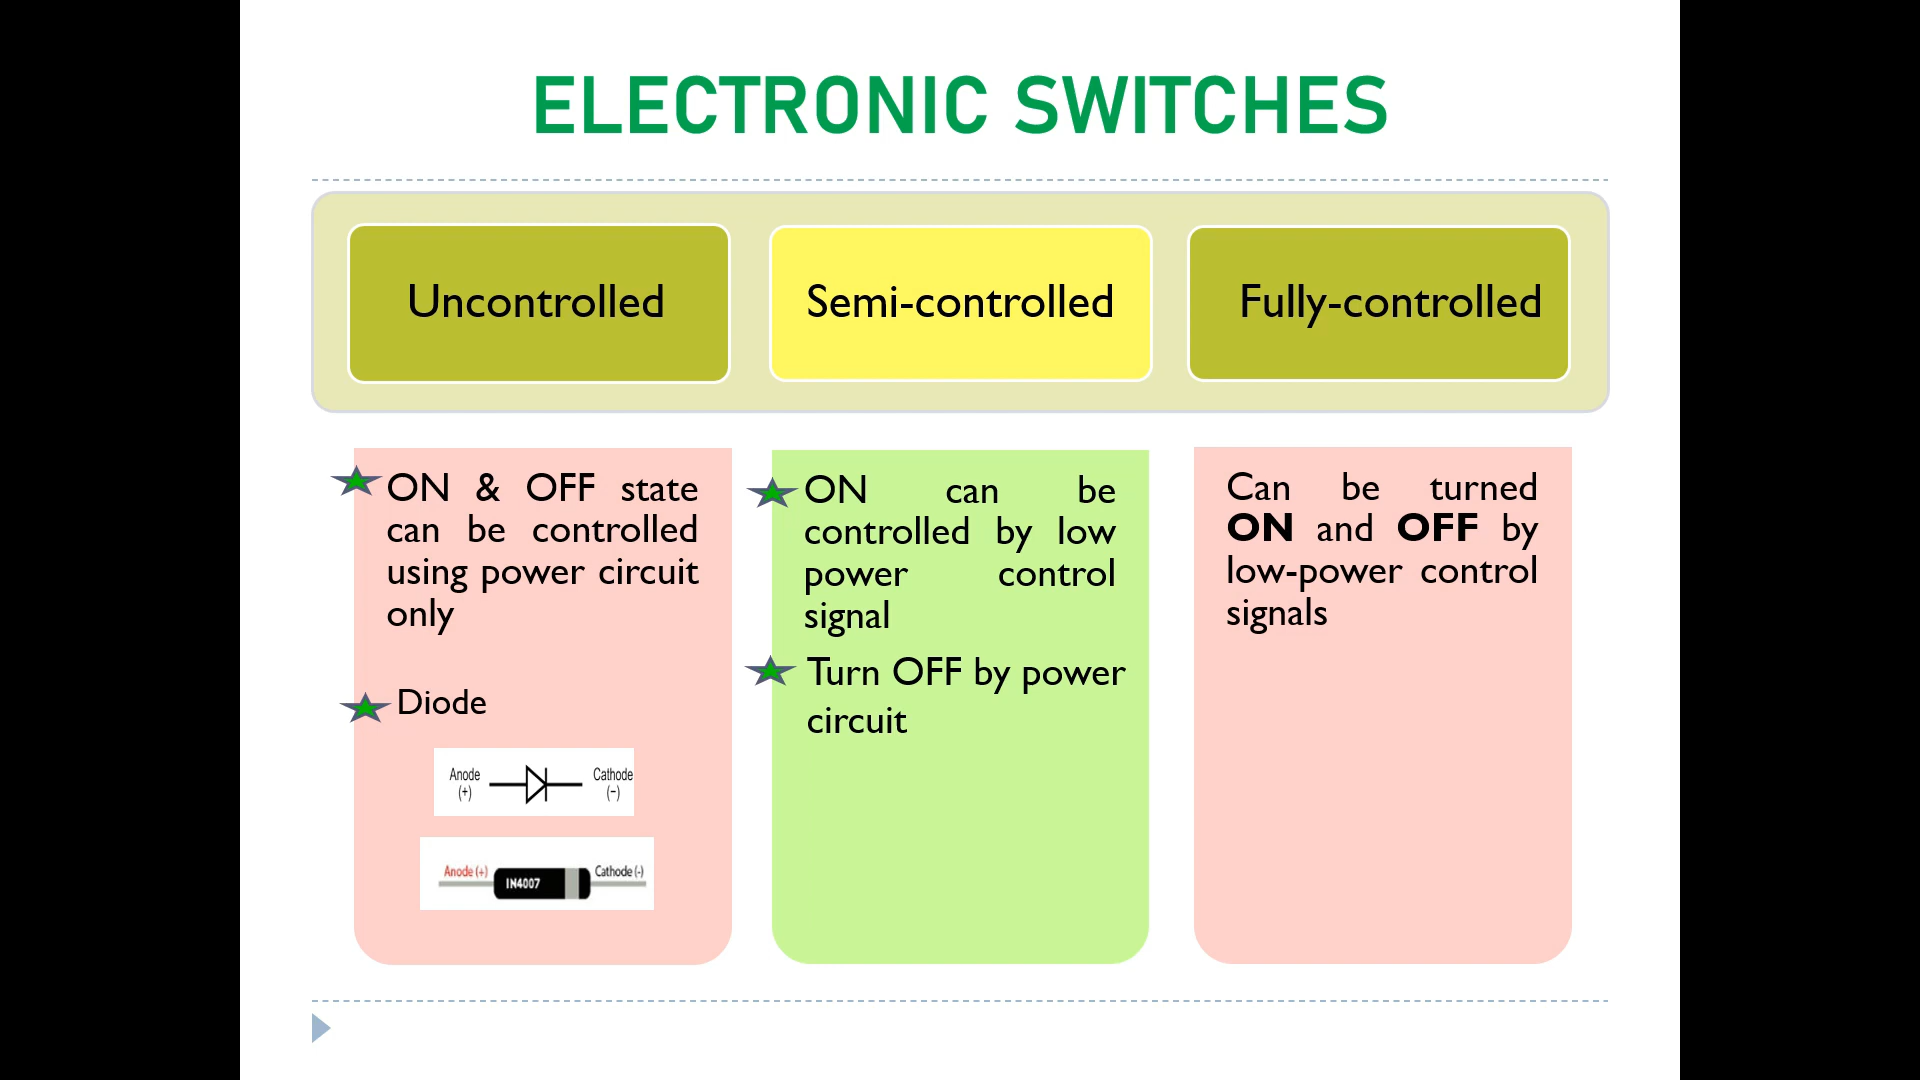 ELECTRONIC SWITCHES
Uncontrolled
Semi-controlled
Fully-controlled
ON & OFF state
can be controlled
using power circuit
only
Diode
Anode
(+)
Cathode
(−)
Anode (+)
IN4007
Cathode (-)
ON can be
controlled by low
power control
signal
Turn OFF by power
circuit
Can be turned
ON and OFF by
low-power control
signals